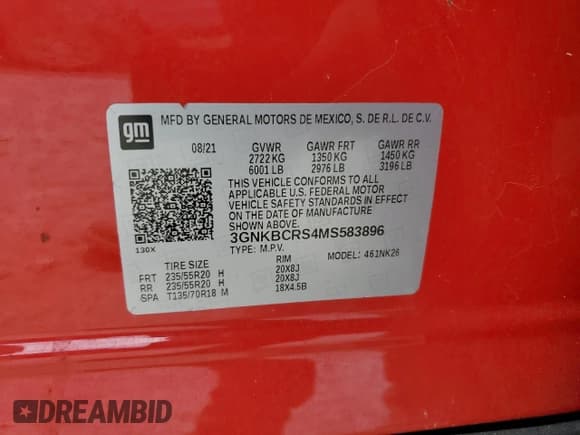 gm
MFD BY GENERAL MOTORS DE MEXICO, S. DE R.L. DE C.V.
08/21 GVWR GAWR FRT GAWR RR
2722 KG 1350 KG 1450 KG
6001 LB 2976 LB 3196 LB
THIS VEHICLE CONFORMS TO ALL
APPLICABLE U.S. FEDERAL MOTOR
VEHICLE SAFETY STANDARDS IN EFFECT
ON THE DATE OF MANUFACTURE
SHOWN ABOVE.
3GNKBCRS4MS583896
TYPE: M.P.V.
130X
MODEL: 461NK26
TIRE SIZE RIM
FRT 235/55R20 H 20X8J
RR 235/55R20 H 20X8J
SPA T135/70R18 M 18X4.5B
DREAMBID